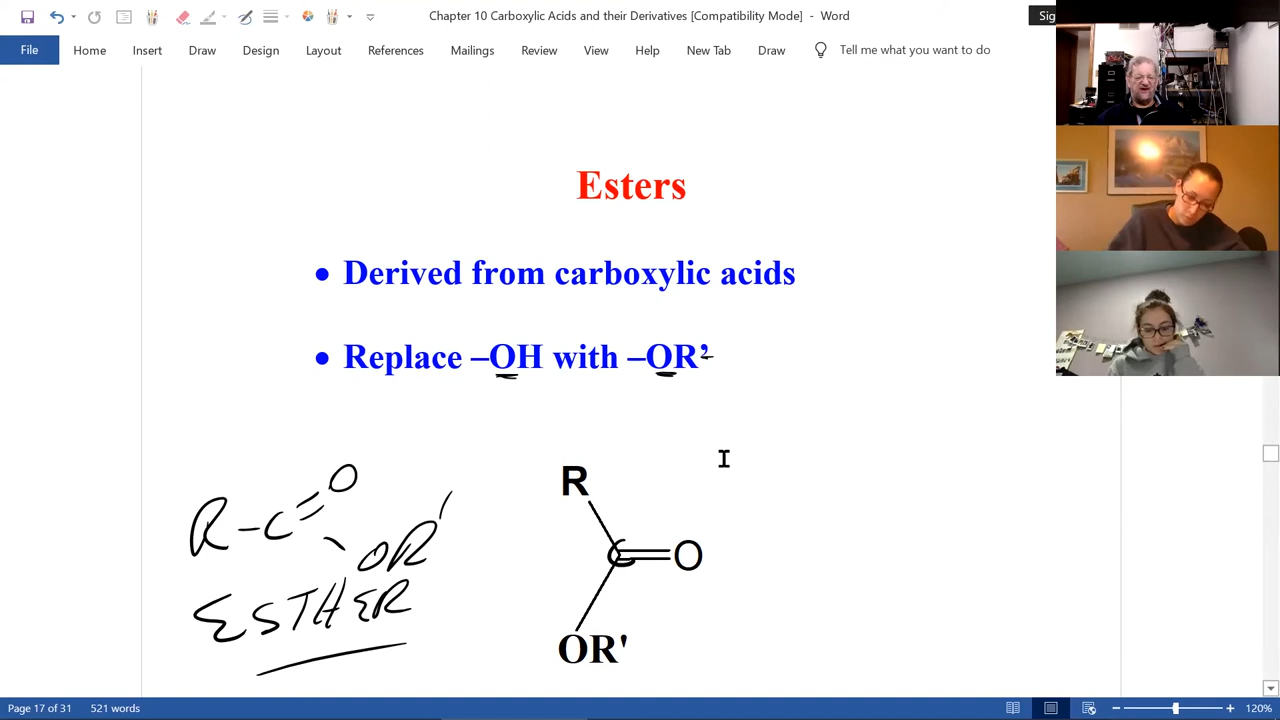 Chapter 10 Carboxylic Acids and their Derivatives [Compatibility Mode] – Word
Sig
File Home Insert Draw Design Layout References Mailings Review View Help New Tab Draw Tell me what you want to do
Esters
• Derived from carboxylic acids
• Replace –OH with –OR’
R
R-C=O
OR'
C=O
ESTHER
OR'
Page 17 of 31 521 words 120%